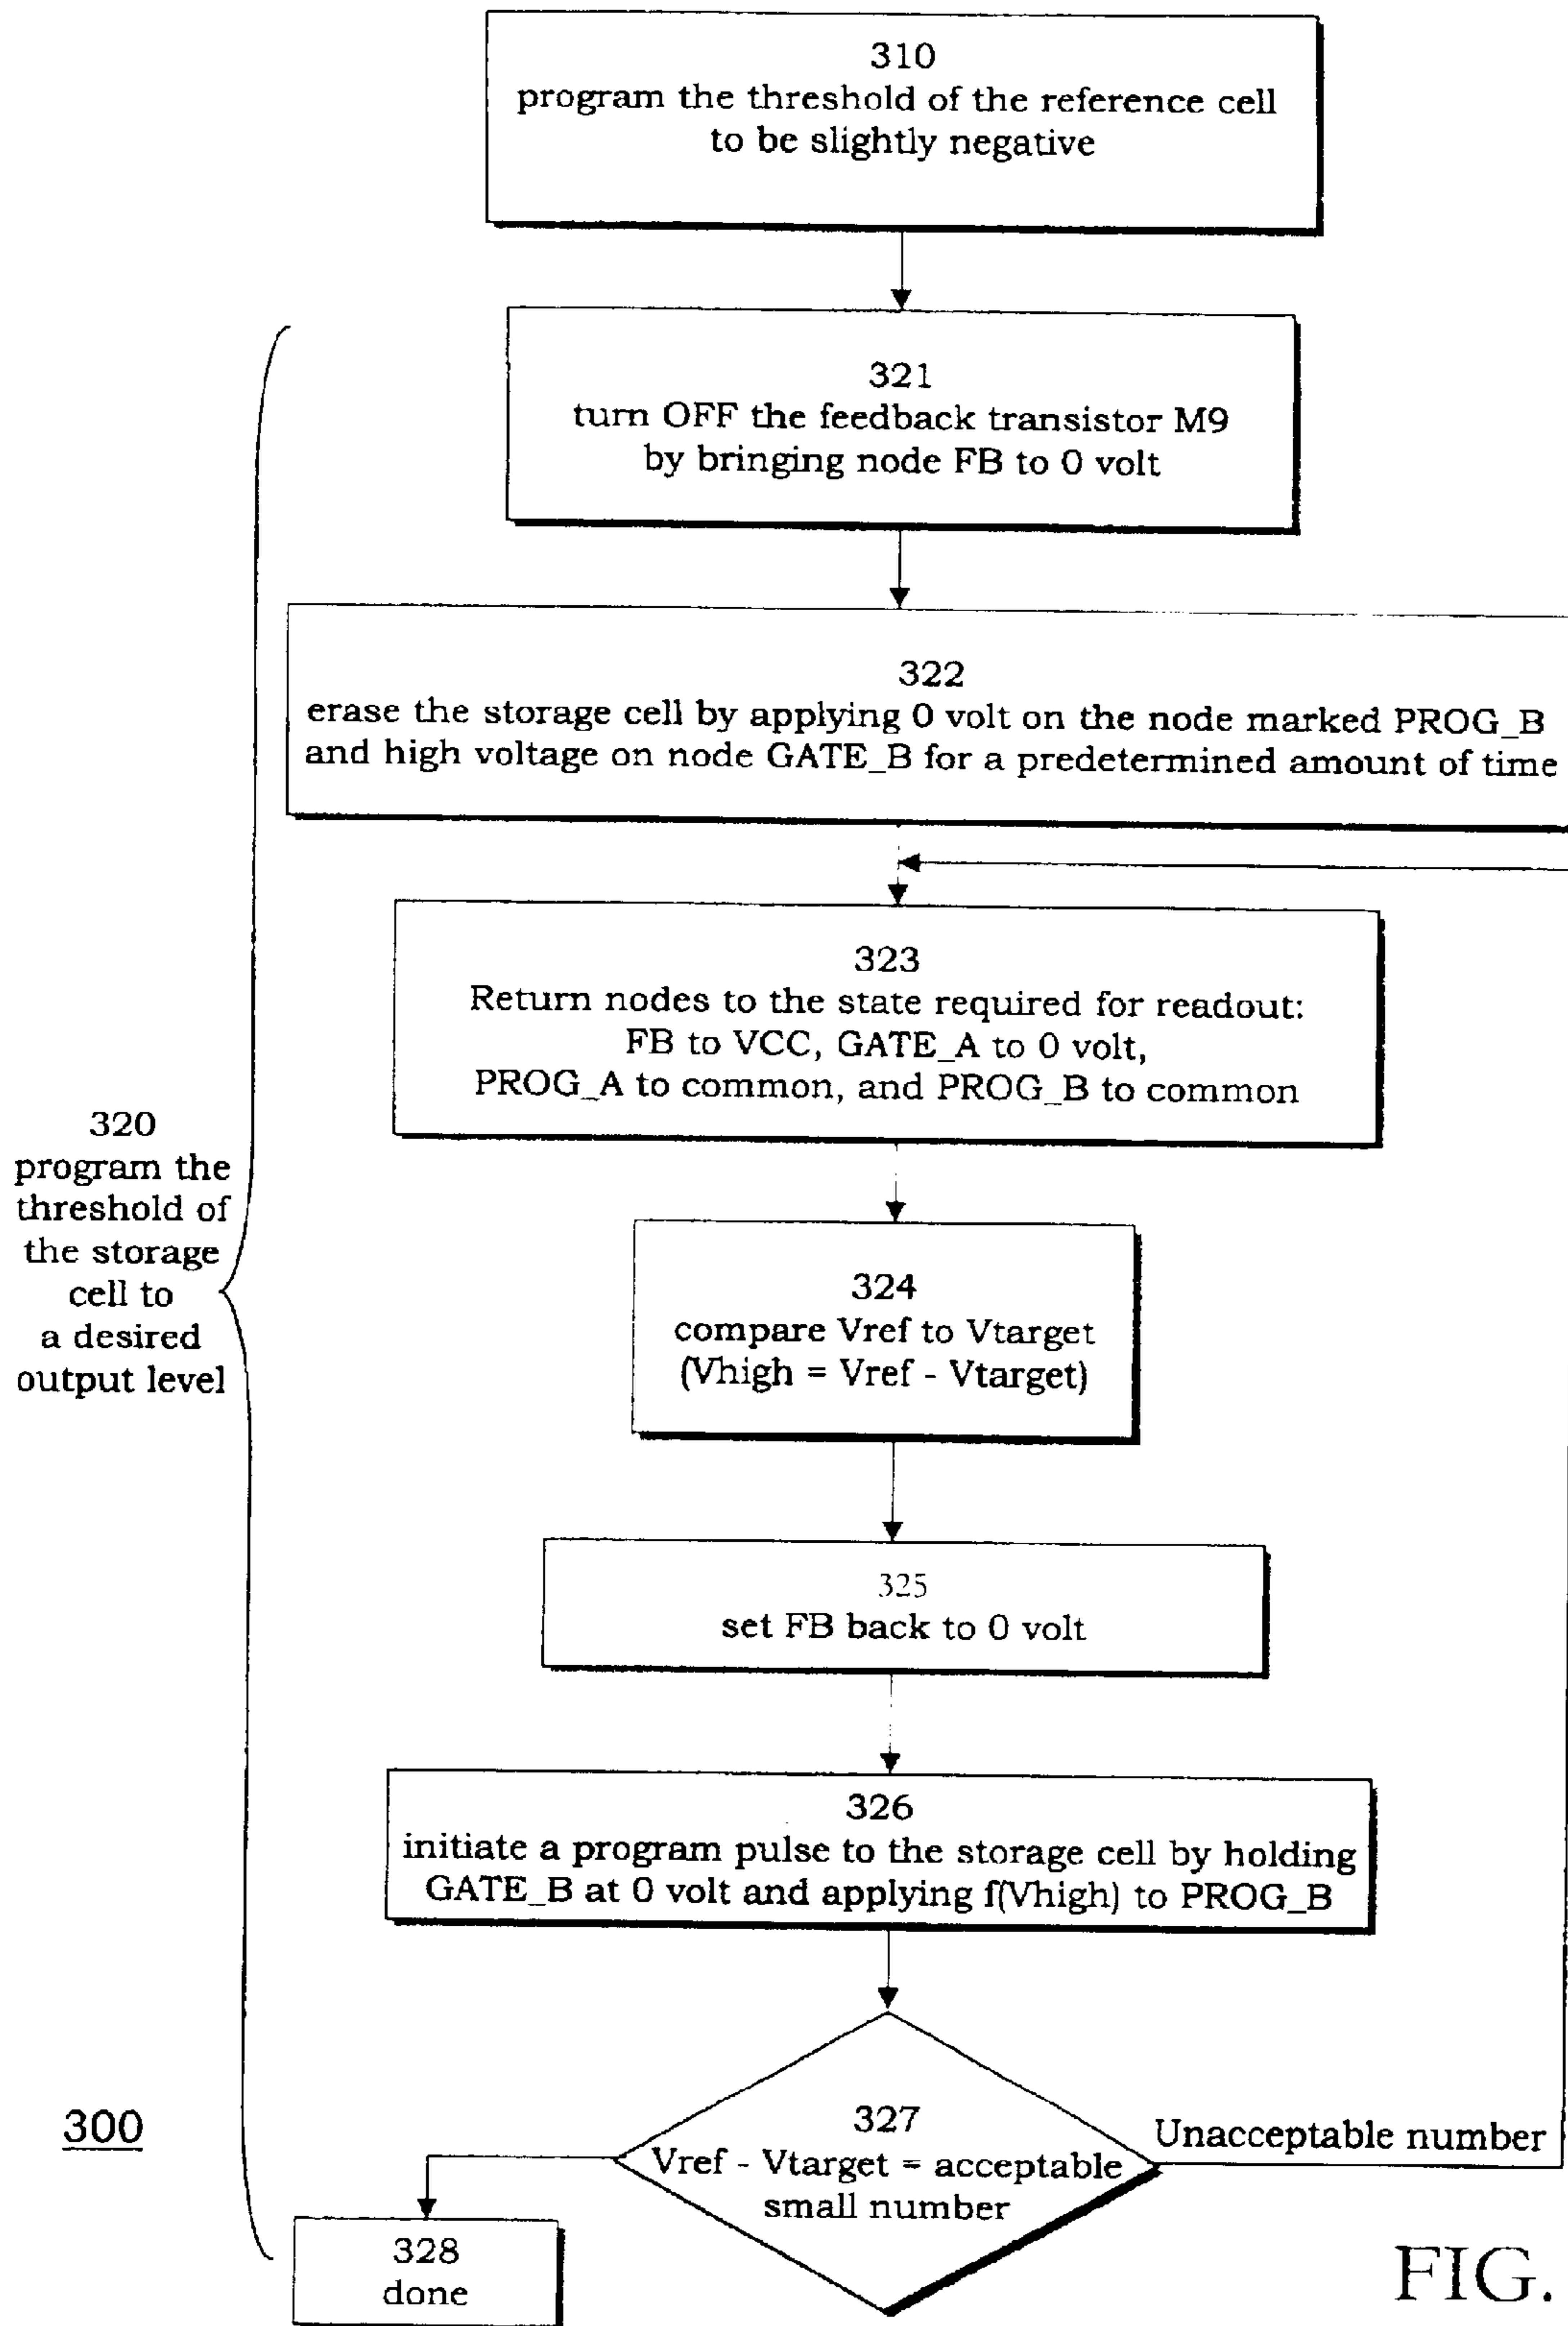 310
program the threshold of the reference cell
to be slightly negative
321
turn OFF the feedback transistor M9
by bringing node FB to 0 volt
322
erase the storage cell by applying 0 volt on the node marked PROG_B
and high voltage on node GATE_B for a predetermined amount of time
323
Return nodes to the state required for readout:
FB to VCC, GATE_A to 0 volt,
PROG_A to common, and PROG_B to common
320
program the
threshold of
the storage
cell to
a desired
output level
324
compare Vref to Vtarget
(Vhigh = Vref - Vtarget)
325
set FB back to 0 volt
326
initiate a program pulse to the storage cell by holding
GATE_B at 0 volt and applying f(Vhigh) to PROG_B
327
Vref - Vtarget = acceptable
small number
Unacceptable number
300
328
done
FIG.